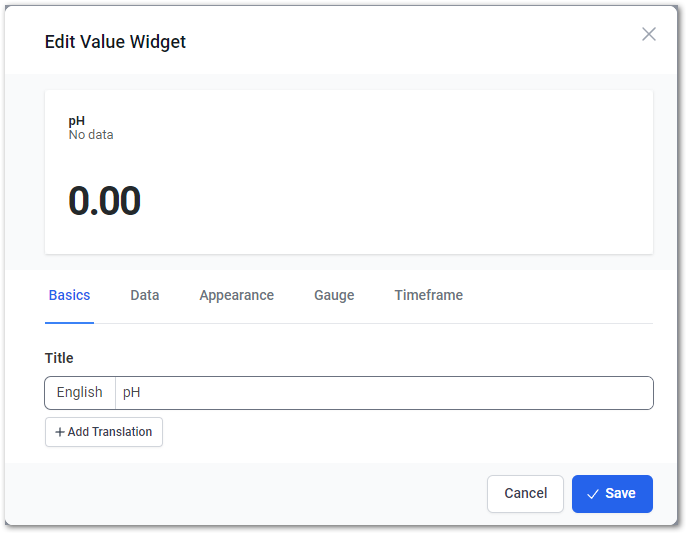 Edit Value Widget
pH
No data
0.00
Basics Data Appearance Gauge Timeframe
Title
English pH
+ Add Translation
Cancel Save